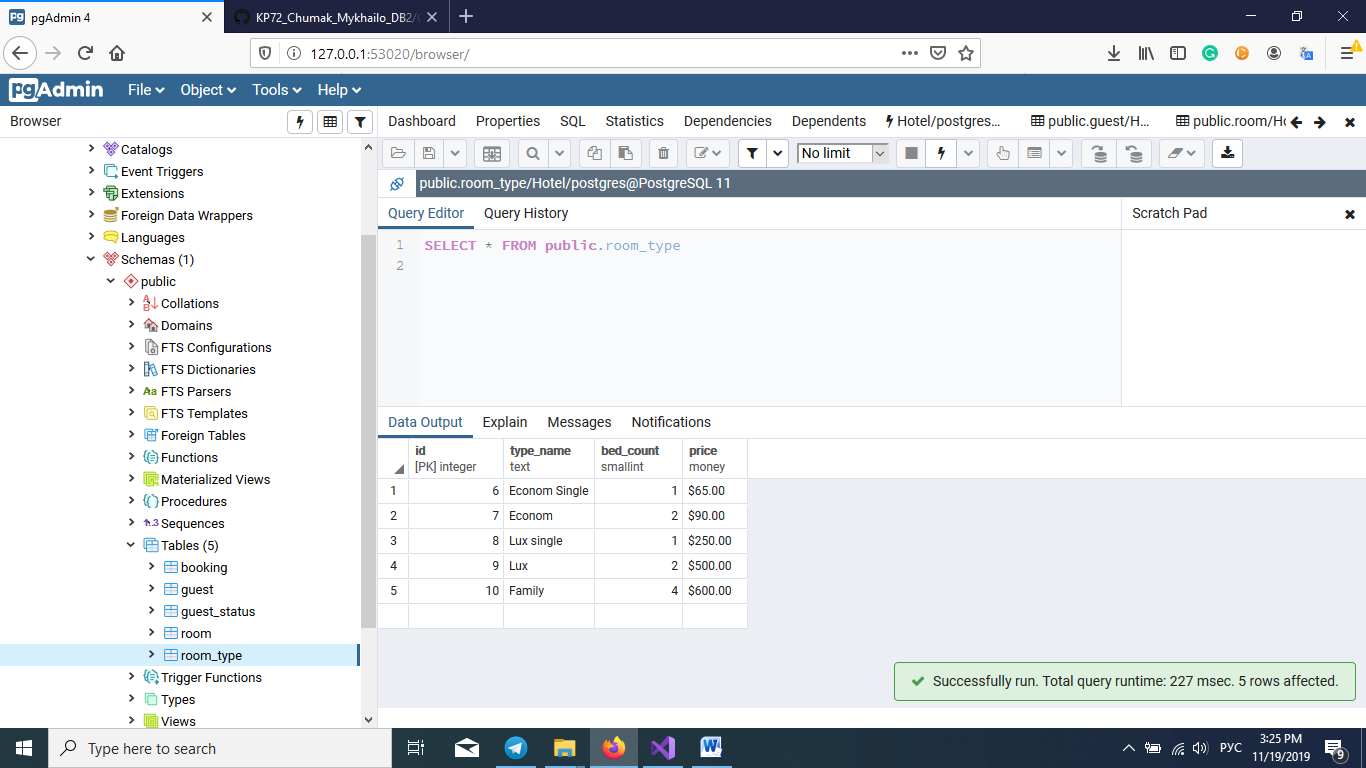 pgAdmin 4
KP72_Chumak_Mykhailo_DB2/
127.0.0.1:53020/browser/
pgAdmin File Object Tools Help
Browser
Dashboard Properties SQL Statistics Dependencies Dependents Hotel/postgres... public.guest/H... public.room/Ho
No limit
public.room_type/Hotel/postgres@PostgreSQL 11
Query Editor Query History Scratch Pad
1 SELECT * FROM public.room_type
2
Catalogs
Event Triggers
Extensions
Foreign Data Wrappers
Languages
Schemas (1)
public
Collations
Domains
FTS Configurations
FTS Dictionaries
Aa FTS Parsers
FTS Templates
Foreign Tables
Functions
Materialized Views
Procedures
1..3 Sequences
Tables (5)
booking
guest
guest_status
room
room_type
Trigger Functions
Types
Views
Data Output Explain Messages Notifications
id type_name bed_count price
[PK] integer text smallint money
1 6 Econom Single 1 $65.00
2 7 Econom 2 $90.00
3 8 Lux single 1 $250.00
4 9 Lux 2 $500.00
5 10 Family 4 $600.00
Successfully run. Total query runtime: 227 msec. 5 rows affected.
Type here to search
РУС
3:25 PM
11/19/2019
9